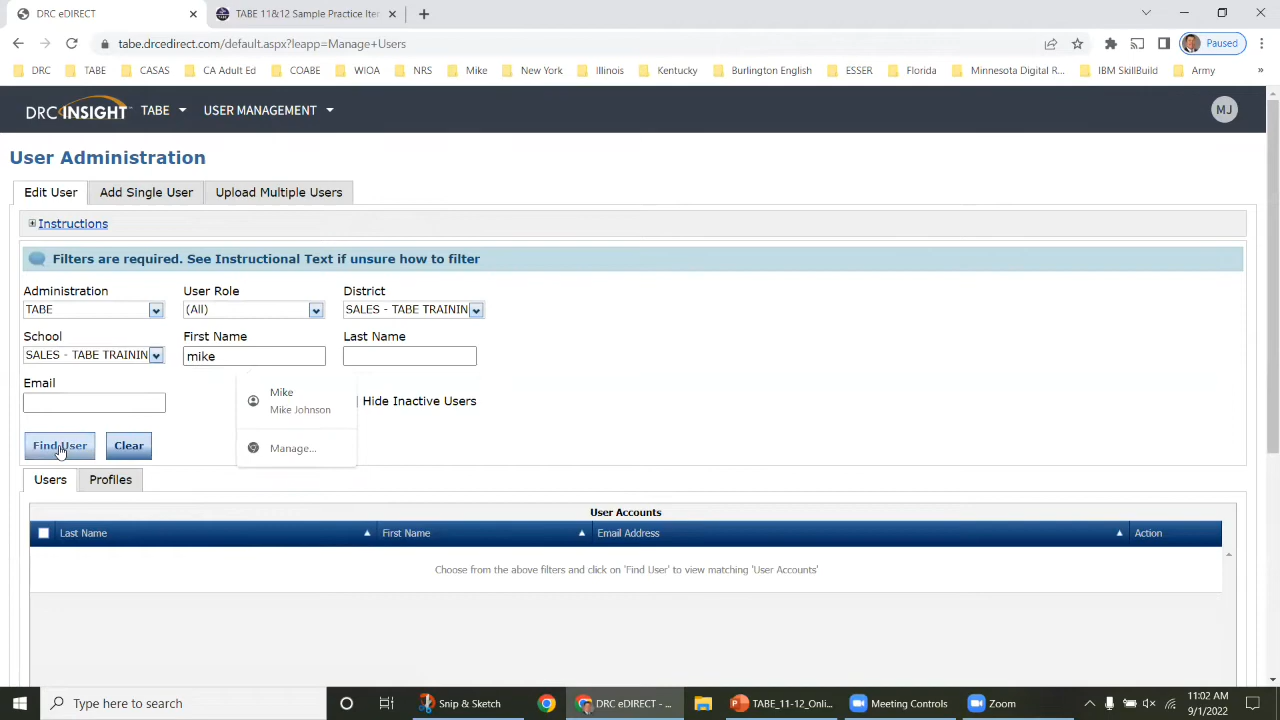 DRC eDIRECT
TABE 11&12 Sample Practice Iter
tabe.drcedirect.com/default.aspx?leapp=Manage+Users
Paused
DRC
TABE
CASAS
CA Adult Ed
COABE
WIOA
NRS
Mike
New York
Illinois
Kentucky
Burlington English
ESSER
Florida
Minnesota Digital R...
IBM SkillBuild
Army
»
DRC INSIGHT
TABE
USER MANAGEMENT
MJ
User Administration
Edit User
Add Single User
Upload Multiple Users
Instructions
Filters are required. See Instructional Text if unsure how to filter
Administration
User Role
District
TABE
(All)
SALES - TABE TRAININ
School
First Name
Last Name
SALES - TABE TRAININ
mike
Email
Mike
Mike Johnson
Hide Inactive Users
Manage...
Find User
Clear
Users
Profiles
User Accounts
Last Name
First Name
Email Address
Action
Choose from the above filters and click on 'Find User' to view matching 'User Accounts'
Type here to search
Snip & Sketch
DRC eDIRECT - ...
TABE_11-12_Onli...
Meeting Controls
Zoom
11:02 AM
9/1/2022